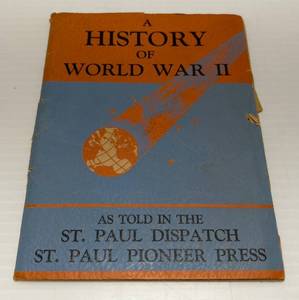 A
HISTORY
OF
WORLD WAR II
AS TOLD IN THE
ST. PAUL DISPATCH
ST. PAUL PIONEER PRESS